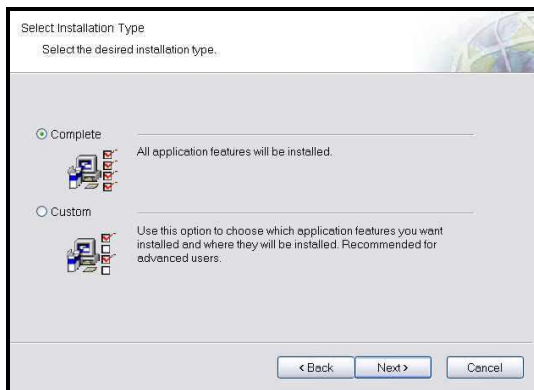 Select Installation Type
Select the desired installation type.
Complete
All application features will be installed.
Custom
Use this option to choose which application features you want
installed and where they will be installed. Recommended for
advanced users.
< Back
Next >
Cancel